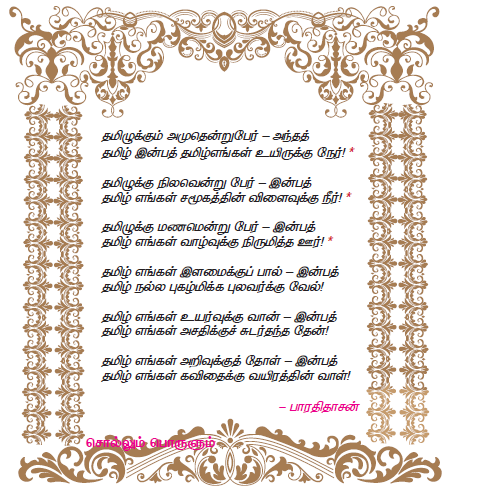 தமிழுக்கும் அமுதென்றுபேர் – அந்தத்
தமிழ் இன்பத் தமிழ்எங்கள் உயிருக்கு நேர்! *
தமிழுக்கு நிலவென்று பேர் – இன்பத்
தமிழ் எங்கள் சமூகத்தின் விளைவுக்கு நீர்! *
தமிழுக்கு மணமென்று பேர் – இன்பத்
தமிழ் எங்கள் வாழ்வுக்கு நிருமித்த ஊர்! *
தமிழ் எங்கள் இளமைக்குப் பால் – இன்பத்
தமிழ் நல்ல புகழ்மிக்க புலவர்க்கு வேல்!
தமிழ் எங்கள் உயர்வுக்கு வான் – இன்பத்
தமிழ் எங்கள் அசதிக்குச் சுடர்தந்த தேன்!
தமிழ் எங்கள் அறிவுக்குத் தோள் – இன்பத்
தமிழ் எங்கள் கவிதைக்கு வயிரத்தின் வாள்!
– பாரதிதாசன்
சொல்லும் பொருளும்